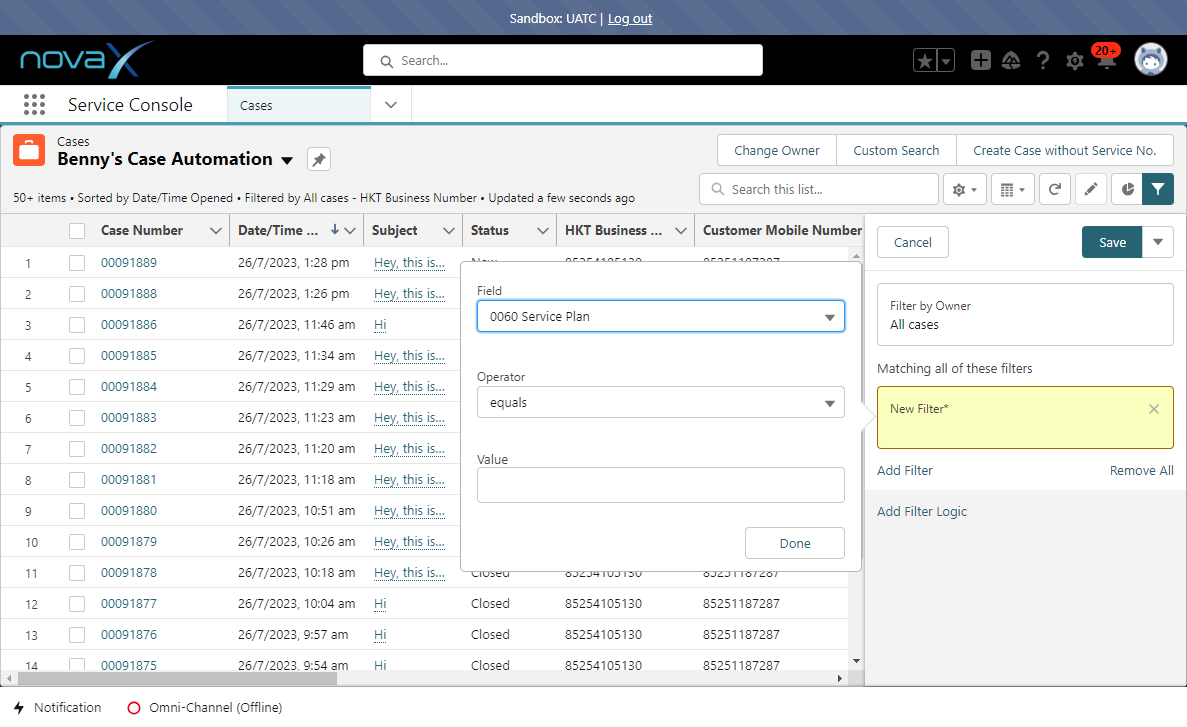 Sandbox: UATC | Log out
novaX
Search...
20+
Service Console
Cases
Cases
Benny's Case Automation
Change Owner
Custom Search
Create Case without Service No.
50+ items • Sorted by Date/Time Opened • Filtered by All cases - HKT Business Number • Updated a few seconds ago
Search this list...
Case Number Date/Time ... Subject Status HKT Business ... Customer Mobile Number
1 00091889 26/7/2023, 1:28 pm Hey, this is... New 85254105130 85251187287
2 00091888 26/7/2023, 1:26 pm Hey, this is...
3 00091886 26/7/2023, 11:46 am Hi
4 00091885 26/7/2023, 11:34 am Hey, this is...
5 00091884 26/7/2023, 11:29 am Hey, this is...
6 00091883 26/7/2023, 11:23 am Hey, this is...
7 00091882 26/7/2023, 11:20 am Hey, this is...
8 00091881 26/7/2023, 11:18 am Hey, this is...
9 00091880 26/7/2023, 10:51 am Hey, this is...
10 00091879 26/7/2023, 10:26 am Hey, this is...
11 00091878 26/7/2023, 10:18 am Hey, this is... Closed 85254105130 85251187287
12 00091877 26/7/2023, 10:04 am Hi Closed 85254105130 85251187287
13 00091876 26/7/2023, 9:57 am Hi Closed 85254105130 85251187287
14 00091875 26/7/2023, 9:54 am Hi Closed 85254105130 85251187287
Field
0060 Service Plan
Operator
equals
Value
Done
Cancel
Save
Filter by Owner
All cases
Matching all of these filters
New Filter*
Add Filter
Remove All
Add Filter Logic
Notification
Omni-Channel (Offline)